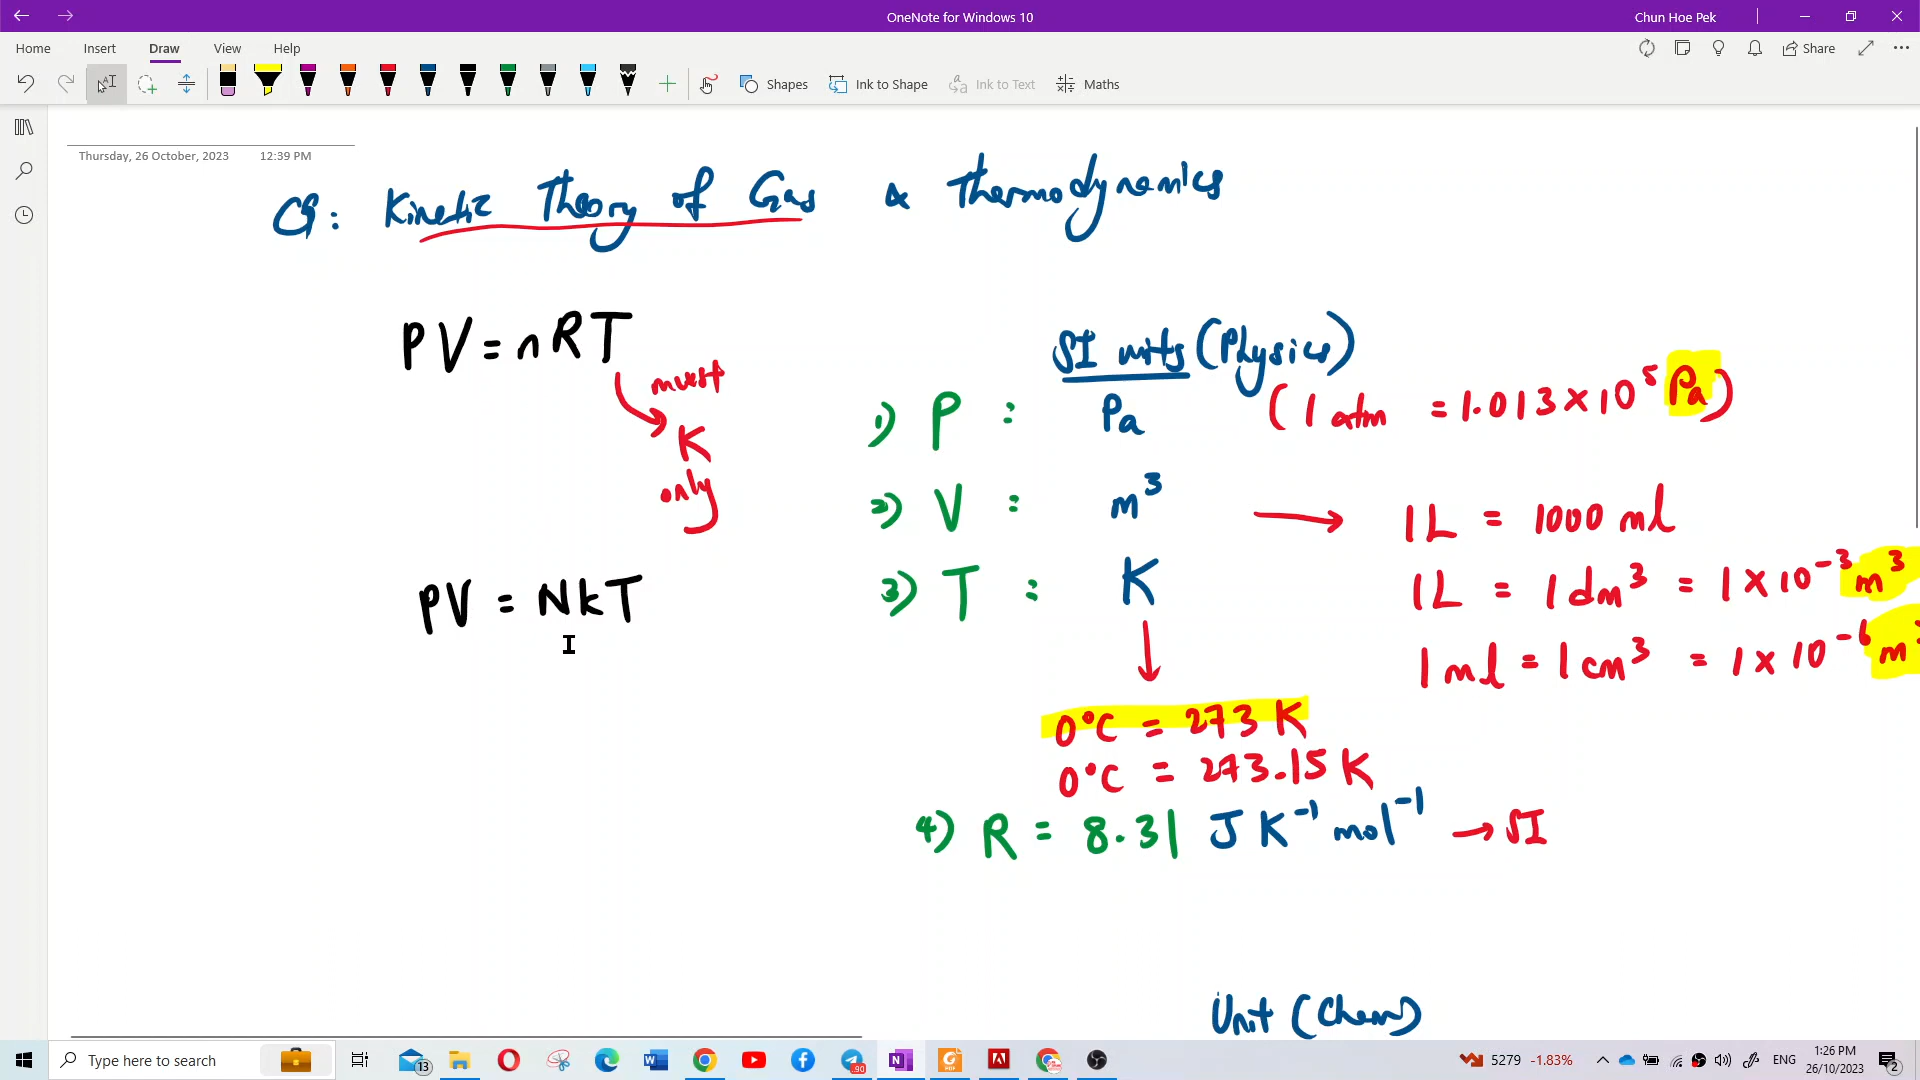 OneNote for Windows 10
Chun Hoe Pek
Home Insert Draw View Help
Share
Shapes Ink to Shape Ink to Text Maths
Thursday, 26 October, 2023 12:39 PM
C9: Kinetic Theory of Gas & Thermodynamics
PV = nRT
must
K
only
PV = NkT
SI units (Physics)
1) P : Pa (1 atm = 1.013 × 10⁵ Pa)
2) V : m³ → 1L = 1000 ml
1L = 1 dm³ = 1 × 10⁻³ m³
1 ml = 1 cm³ = 1 × 10⁻⁶ m³
3) T : K
0°C = 273 K
0°C = 273.15 K
4) R = 8.31 J K⁻¹ mol⁻¹ → SI
Unit (Chem)
Type here to search
13
90
5279 -1.83%
ENG
1:26 PM
26/10/2023
2